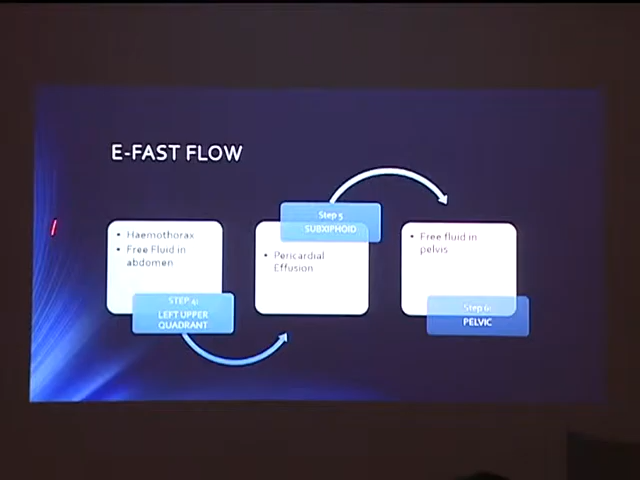 E-FAST FLOW
• Haemothorax
• Free Fluid in
abdomen
STEP 4:
LEFT UPPER
QUADRANT
Step 5
SUBXIPHOID
• Pericardial
Effusion
• Free fluid in
pelvis
Step 6:
PELVIC